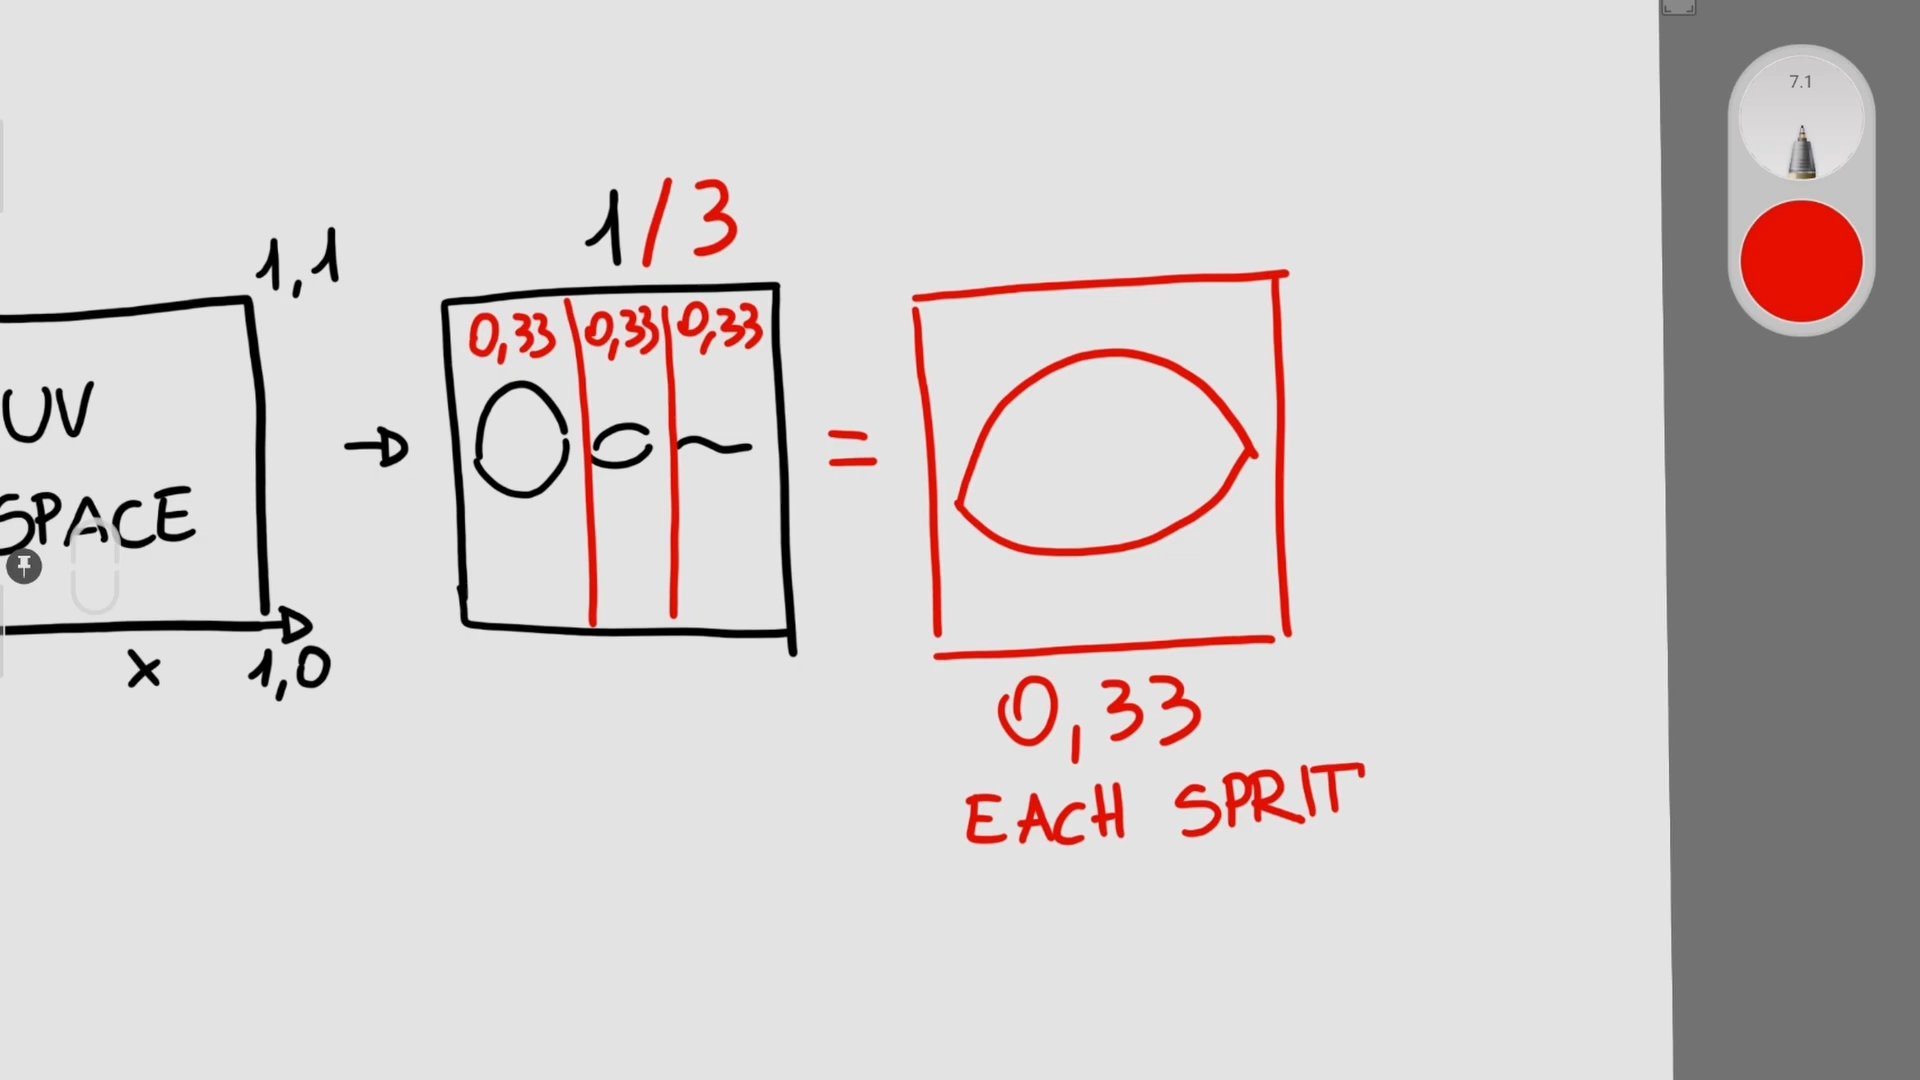 1,1
UV
SPACE
x
1,0
1/3
0,33 0,33 0,33
=
0,33
EACH SPRIT
7.1